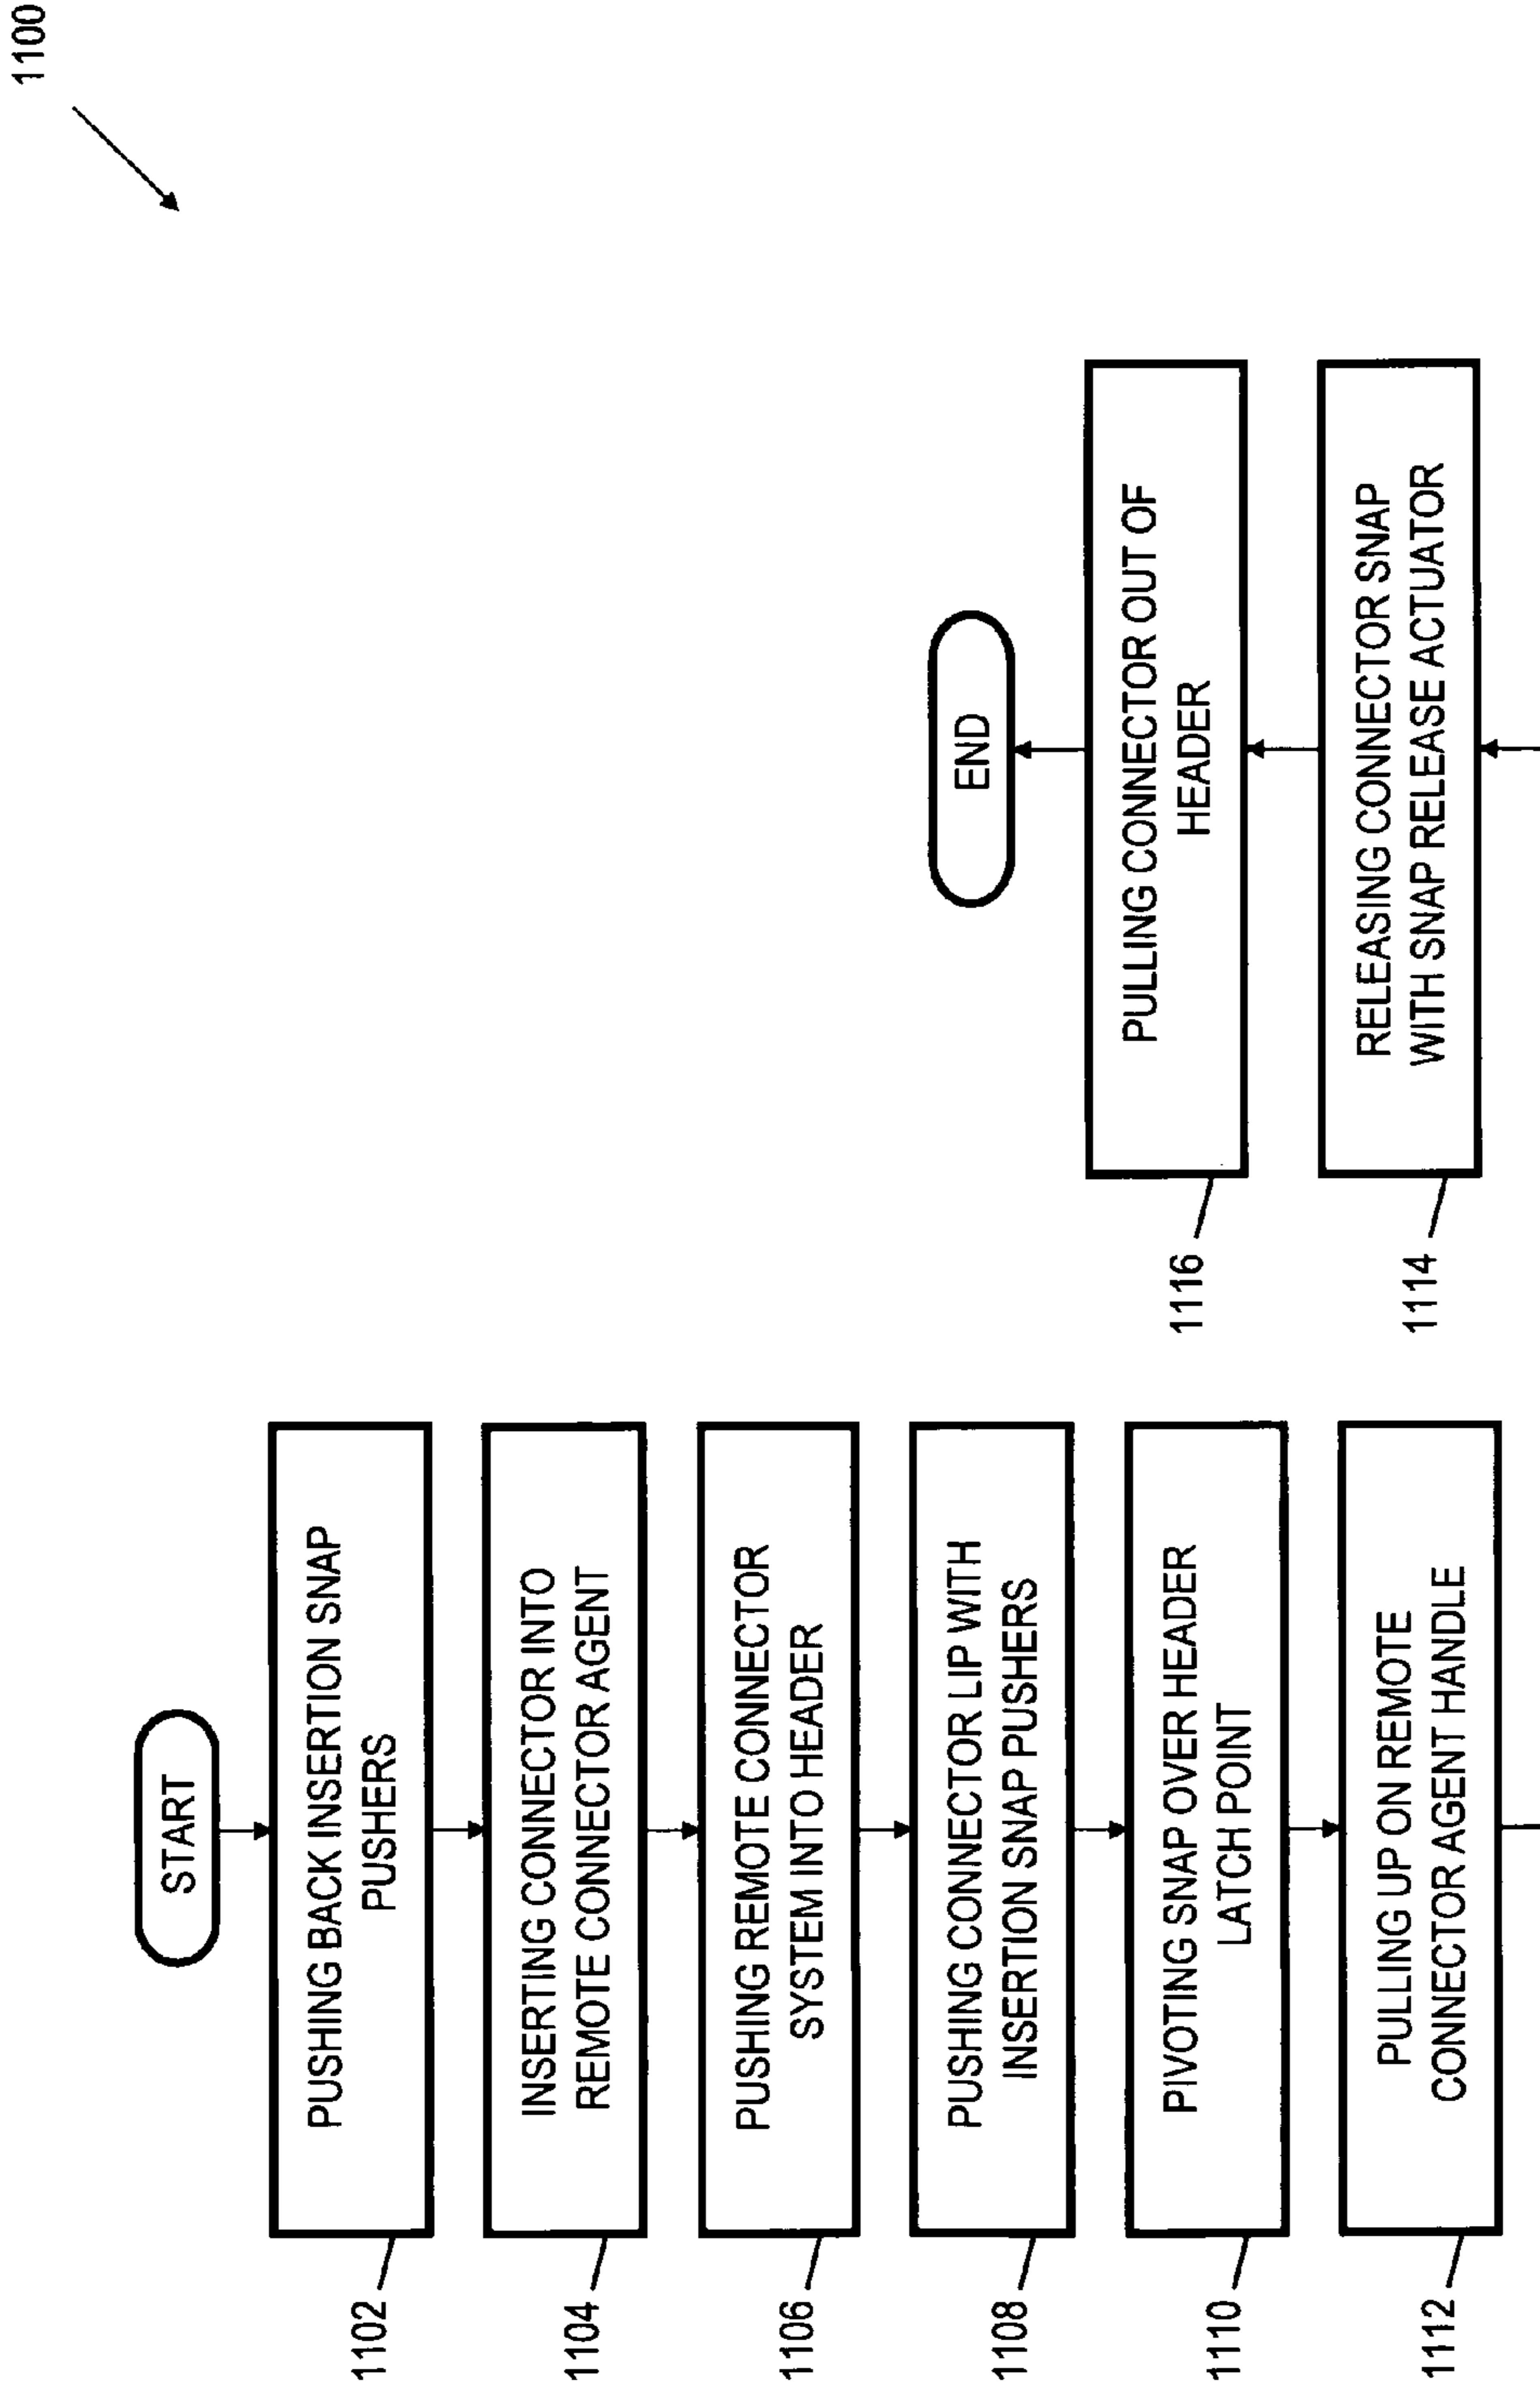 1100
START
PUSHING BACK INSERTION SNAP
PUSHERS
1102
INSERTING CONNECTOR INTO
REMOTE CONNECTOR AGENT
1104
PUSHING REMOTE CONNECTOR
SYSTEM INTO HEADER
1106
PUSHING CONNECTOR LIP WITH
INSERTION SNAP PUSHERS
1108
PIVOTING SNAP OVER HEADER
LATCH POINT
1110
PULLING UP ON REMOTE
CONNECTOR AGENT HANDLE
1112
END
PULLING CONNECTOR OUT OF
HEADER
1116
RELEASING CONNECTOR SNAP
WITH SNAP RELEASE ACTUATOR
1114